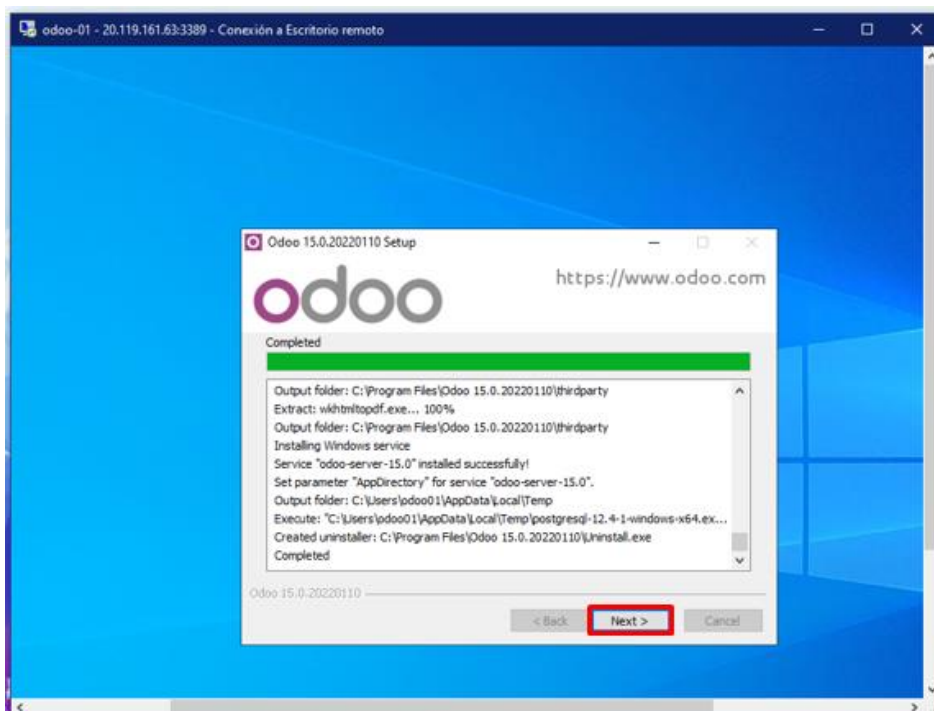 odoo-01 - 20.119.161.63:3389 - Conexión a Escritorio remoto
Odoo 15.0.20220110 Setup
odoo
https://www.odoo.com
Completed
Output folder: C:\Program Files\Odoo 15.0.20220110\thirdparty
Extract: wkhtmltopdf.exe... 100%
Output folder: C:\Program Files\Odoo 15.0.20220110\thirdparty
Installing Windows service
Service "odoo-server-15.0" installed successfully!
Set parameter "AppDirectory" for service "odoo-server-15.0".
Output folder: C:\Users\odoo01\AppData\Local\Temp
Execute: "C:\Users\odoo01\AppData\Local\Temp\postgresql-12.4-1-windows-x64.ex...
Created uninstaller: C:\Program Files\Odoo 15.0.20220110\Uninstall.exe
Completed
Odoo 15.0.20220110
< Back Next > Cancel